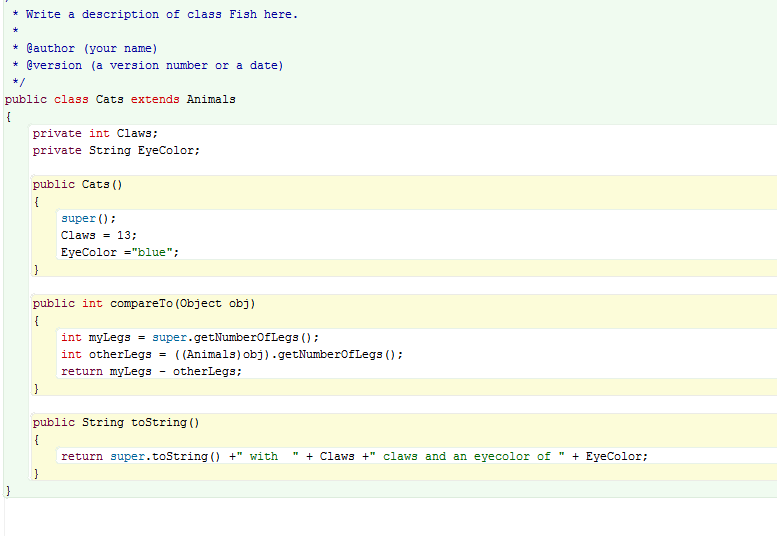 * Write a description of class Fish here.
*
* @author (your name)
* @version (a version number or a date)
*/
public class Cats extends Animals
{
private int Claws;
private String EyeColor;
public Cats()
{
super();
Claws = 13;
EyeColor ="blue";
}
public int compareTo(Object obj)
{
int myLegs = super.getNumberOfLegs();
int otherLegs = ((Animals)obj).getNumberOfLegs();
return myLegs - otherLegs;
}
public String toString()
{
return super.toString() +" with  " + Claws +" claws and an eyecolor of " + EyeColor;
}
}